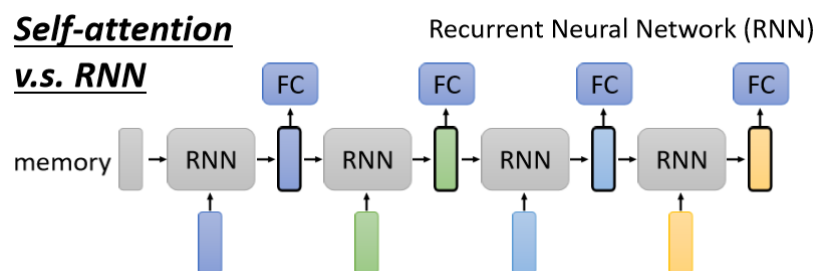 Self-attention
v.s. RNN
Recurrent Neural Network (RNN)
FC FC FC FC
memory RNN RNN RNN RNN